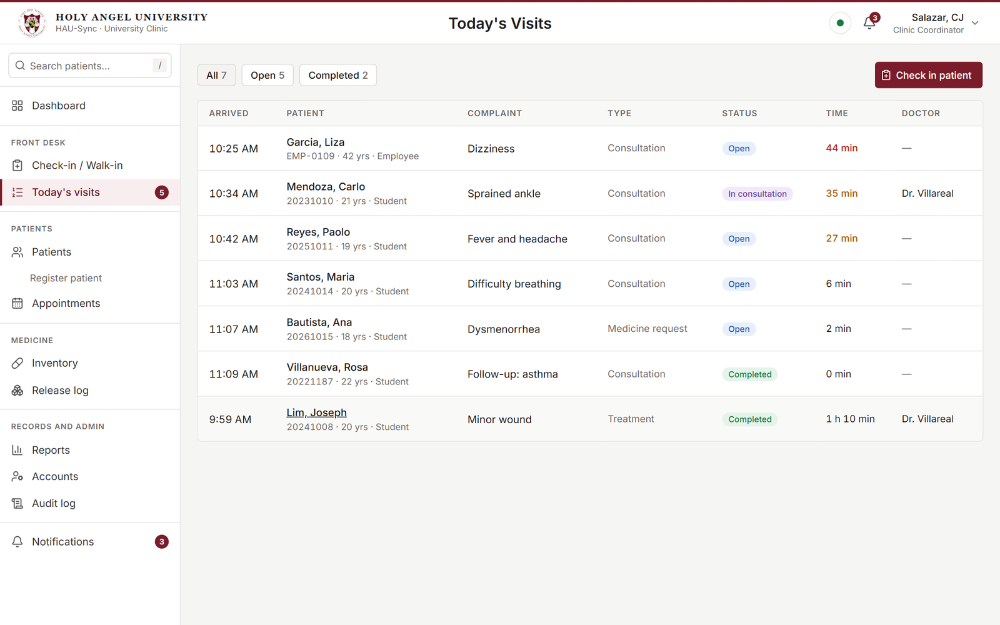 HOLY ANGEL UNIVERSITY
HAU-Sync · University Clinic
Today's Visits
3
Salazar, CJ
Clinic Coordinator
Search patients...
/
Dashboard
FRONT DESK
Check-in / Walk-in
Today's visits
5
PATIENTS
Patients
Register patient
Appointments
MEDICINE
Inventory
Release log
RECORDS AND ADMIN
Reports
Accounts
Audit log
Notifications
3
All 7
Open 5
Completed 2
Check in patient
ARRIVED PATIENT COMPLAINT TYPE STATUS TIME DOCTOR
10:25 AM Garcia, Liza Dizziness Consultation Open 44 min —
EMP-0109 · 42 yrs · Employee
10:34 AM Mendoza, Carlo Sprained ankle Consultation In consultation 35 min Dr. Villareal
20231010 · 21 yrs · Student
10:42 AM Reyes, Paolo Fever and headache Consultation Open 27 min —
20251011 · 19 yrs · Student
11:03 AM Santos, Maria Difficulty breathing Consultation Open 6 min —
20241014 · 20 yrs · Student
11:07 AM Bautista, Ana Dysmenorrhea Medicine request Open 2 min —
20261015 · 18 yrs · Student
11:09 AM Villanueva, Rosa Follow-up: asthma Consultation Completed 0 min —
20221187 · 22 yrs · Student
9:59 AM Lim, Joseph Minor wound Treatment Completed 1 h 10 min Dr. Villareal
20241008 · 20 yrs · Student